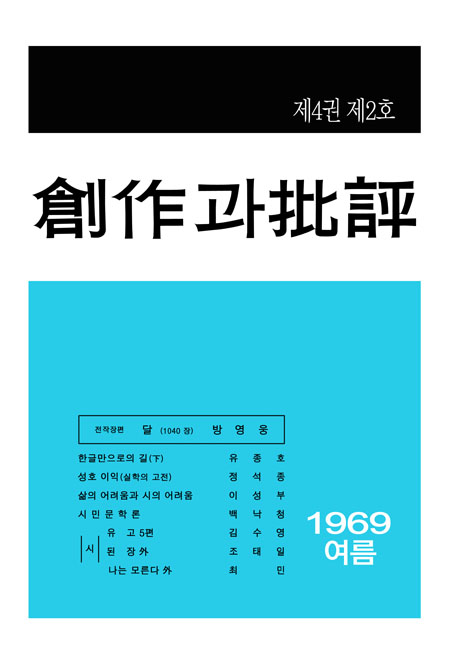 제4권 제2호
創作과批評
전작장편 달 (1040 장) 방 영 웅
한글만으로의 길(下) 유 종 호
성호 이익(실학의 고전) 정 석 종
삶의 어려움과 시의 어려움 이 성 부
시 민 문 학 론 백 낙 청
시
유 고 5편 김 수 영
된 장 外 조 태 일
나는 모른다 外 최 민
1969
여름